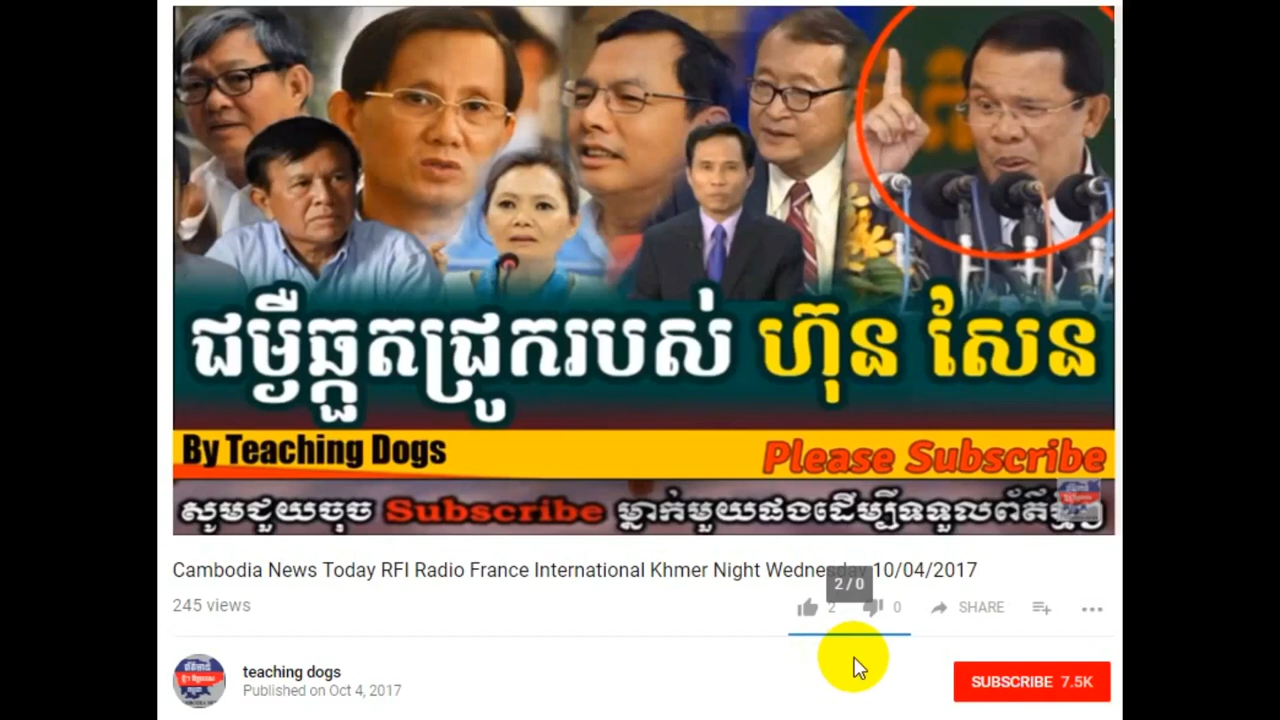 ជម្ងឺឆ្កួតជ្រូករបស់ ហ៊ុន សែន
By Teaching Dogs
Please Subscribe
សូមជួយចុច Subscribe ម្នាក់មួយផងដើម្បីទទួលព័ត៌
Cambodia News Today RFI Radio France International Khmer Night Wednesday 10/04/2017
2 / 0
245 views
2
0
SHARE
teaching dogs
Published on Oct 4, 2017
SUBSCRIBE 7.5K